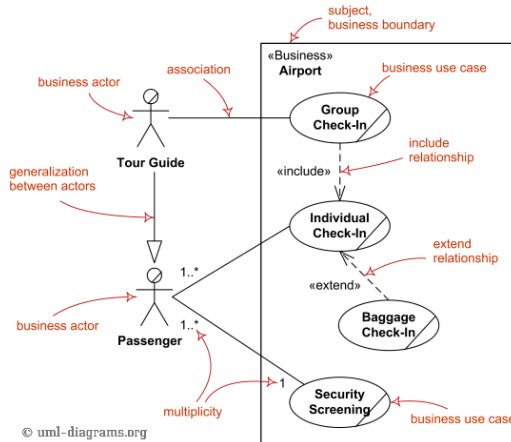 subject,
business boundary
«Business»
Airport
business use case
association
business actor
Group
Check-In
Tour Guide
include
relationship
«include»
generalization
between actors
Individual
Check-In
1..*
extend
relationship
«extend»
business actor
Passenger
1..*
Baggage
Check-In
multiplicity
1
Security
Screening
business use case
© uml-diagrams.org